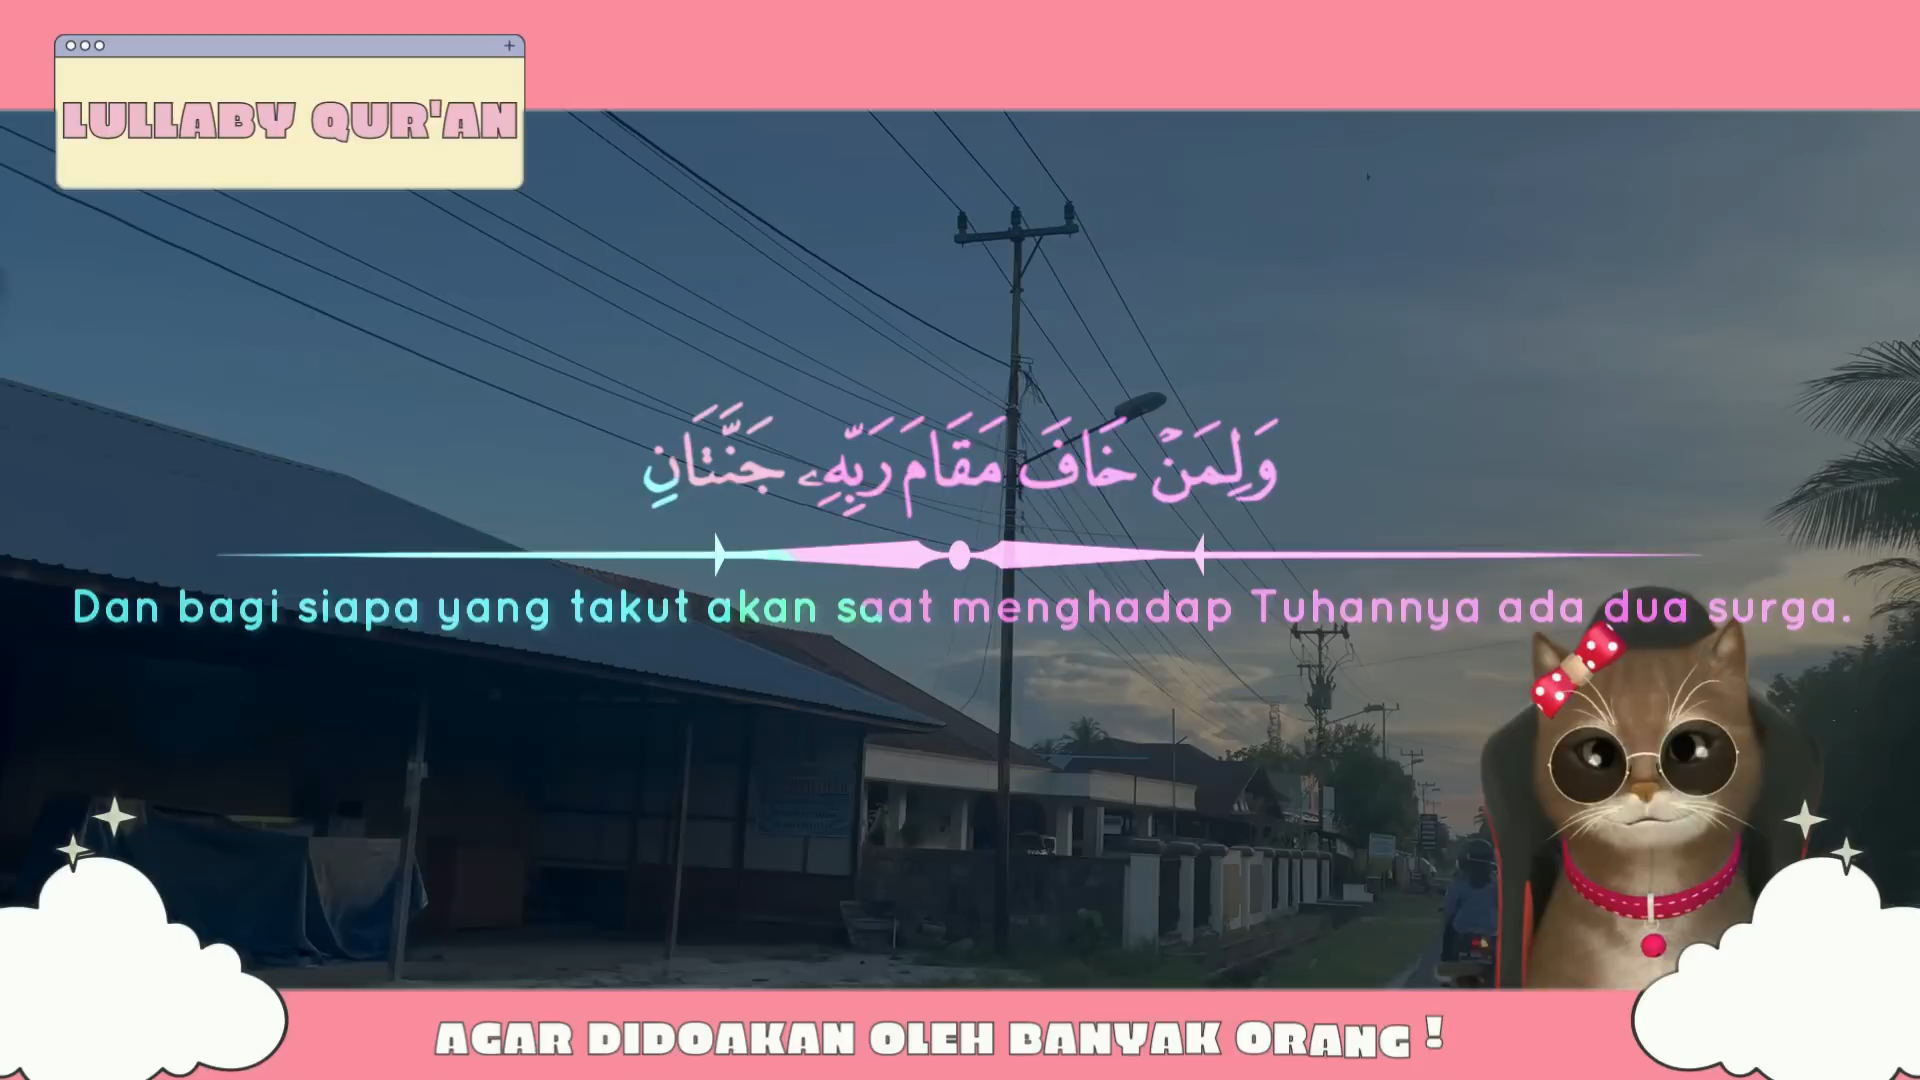 LULLABY QUR'AN
وَلِمَنْ خَافَ مَقَامَ رَبِّهِۦ جَنَّتَانِ
Dan bagi siapa yang takut akan saat menghadap Tuhannya ada dua surga.
AGAR DIDOAKAN OLEH BANYAK ORANG !